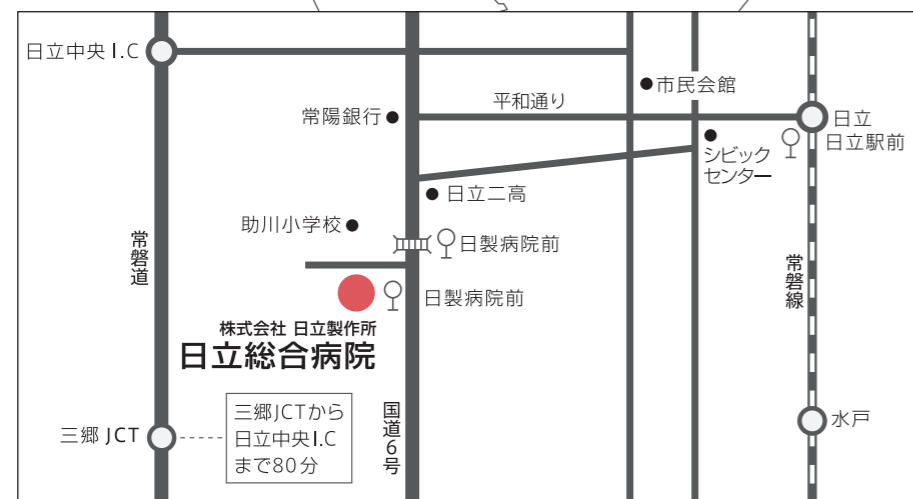 日立中央 I.C
市民会館
平和通り
常陽銀行
日立
日立駅前
シビック
センター
日立二高
助川小学校
日製病院前
常磐道
常磐線
日製病院前
株式会社 日立製作所
日立総合病院
三郷JCTから
日立中央I.C
まで80分
国道6号
三郷 JCT
水戸